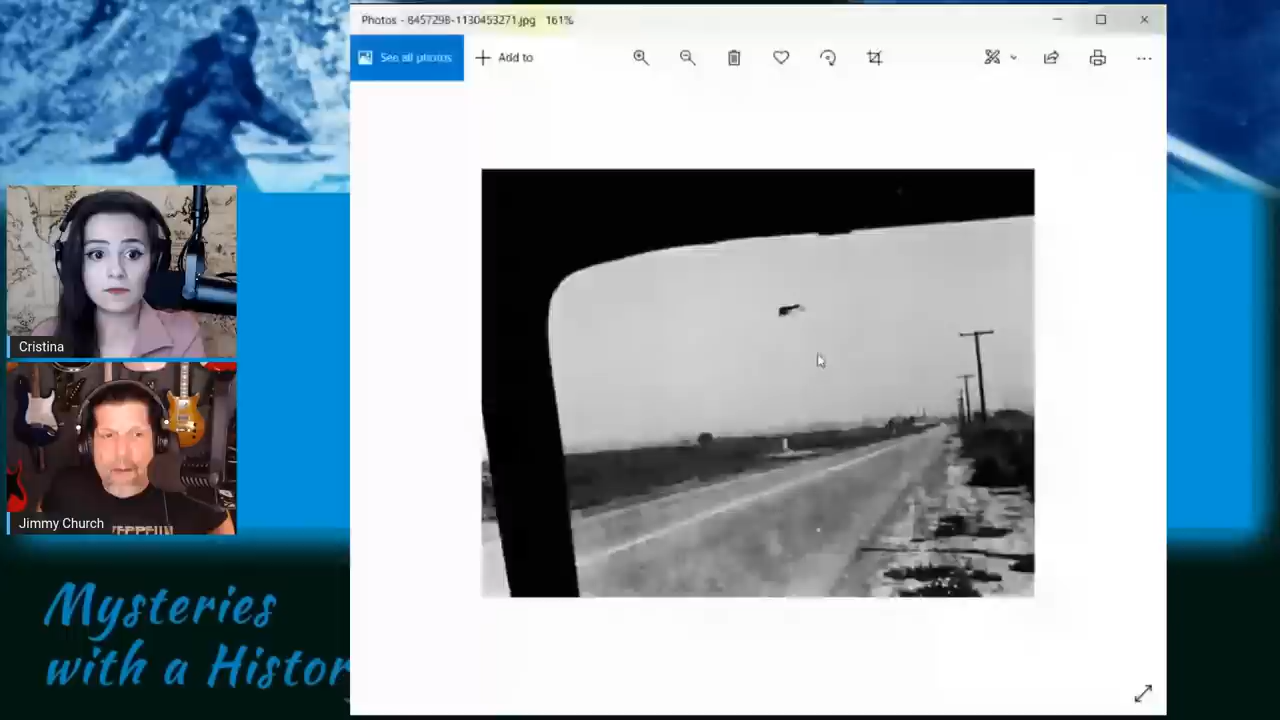 Photos - 8457298-1130453271.jpg 161%
See all photos
Add to
Cristina
Jimmy Church
Mysteries
with a Histor